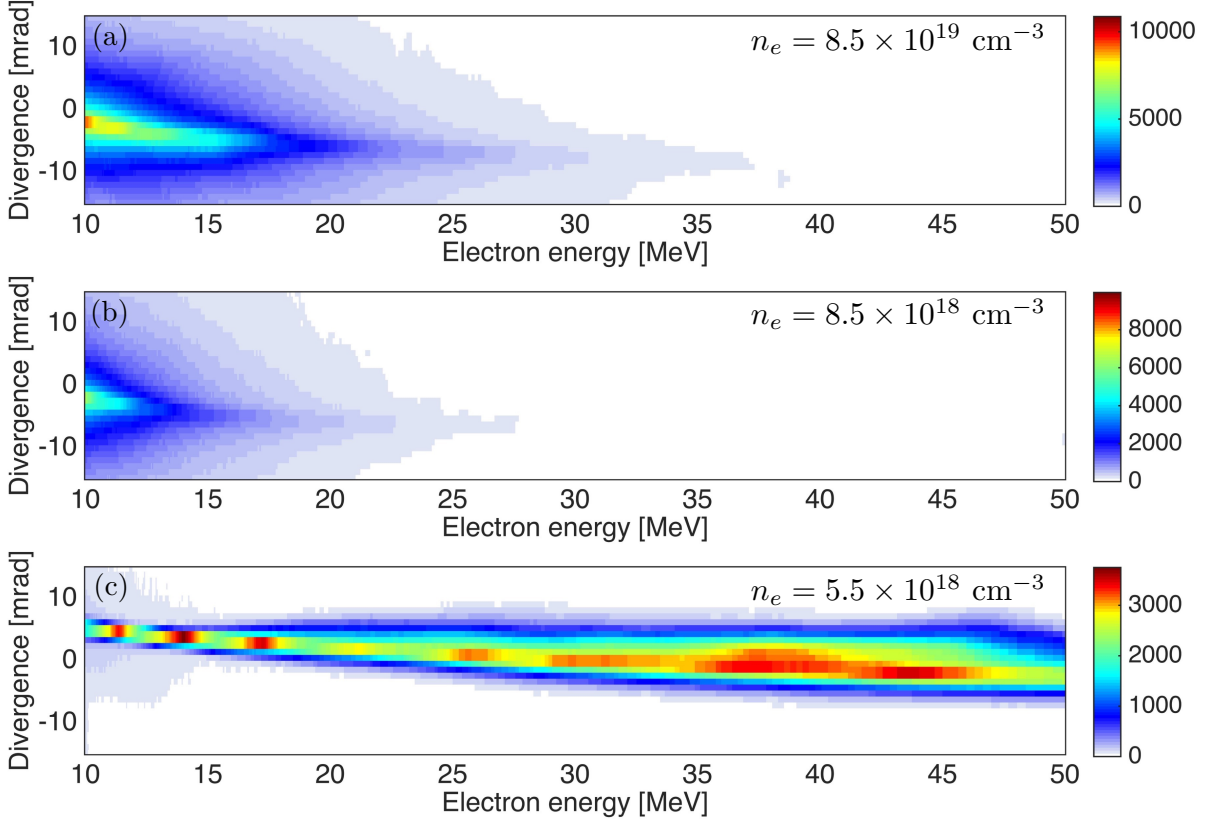 (a)
n_e = 8.5 × 10^19 cm^−3
Divergence [mrad]
10
0
-10
10 15 20 25 30 35 40 45 50
Electron energy [MeV]
10000
5000
0
(b)
n_e = 8.5 × 10^18 cm^−3
Divergence [mrad]
10
0
-10
10 15 20 25 30 35 40 45 50
Electron energy [MeV]
8000
6000
4000
2000
0
(c)
n_e = 5.5 × 10^18 cm^−3
Divergence [mrad]
10
0
-10
10 15 20 25 30 35 40 45 50
Electron energy [MeV]
3000
2000
1000
0